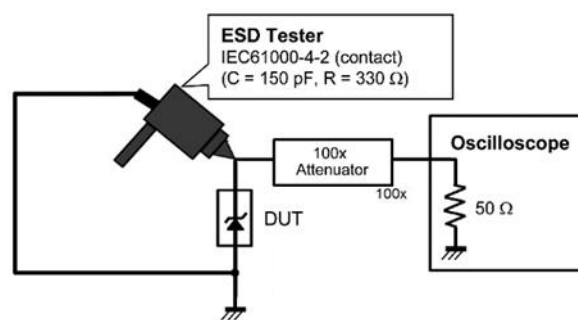 ESD Tester
IEC61000-4-2 (contact)
(C = 150 pF, R = 330 Ω)
Oscilloscope
100x
Attenuator
100x
50 Ω
DUT